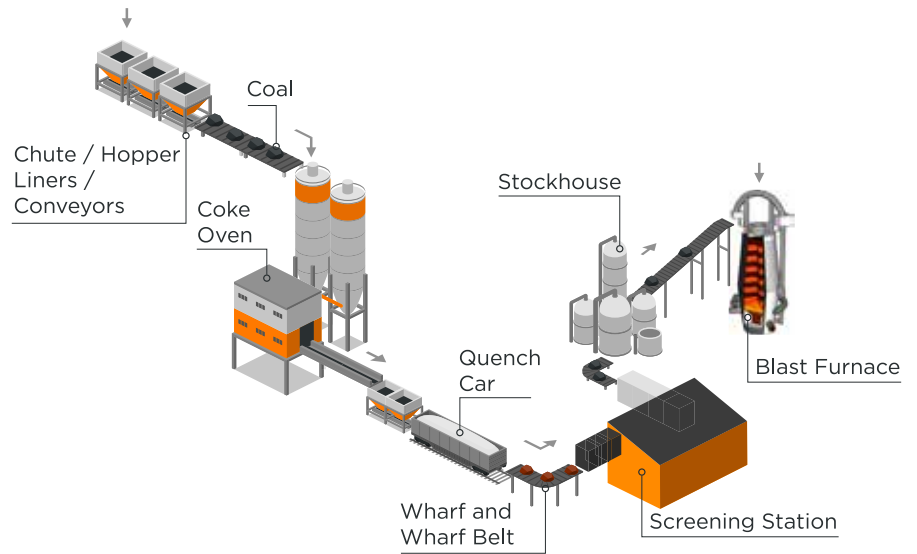 Coal
Chute / Hopper
Liners /
Conveyors
Coke
Oven
Stockhouse
Quench
Car
Blast Furnace
Wharf and
Wharf Belt
Screening Station